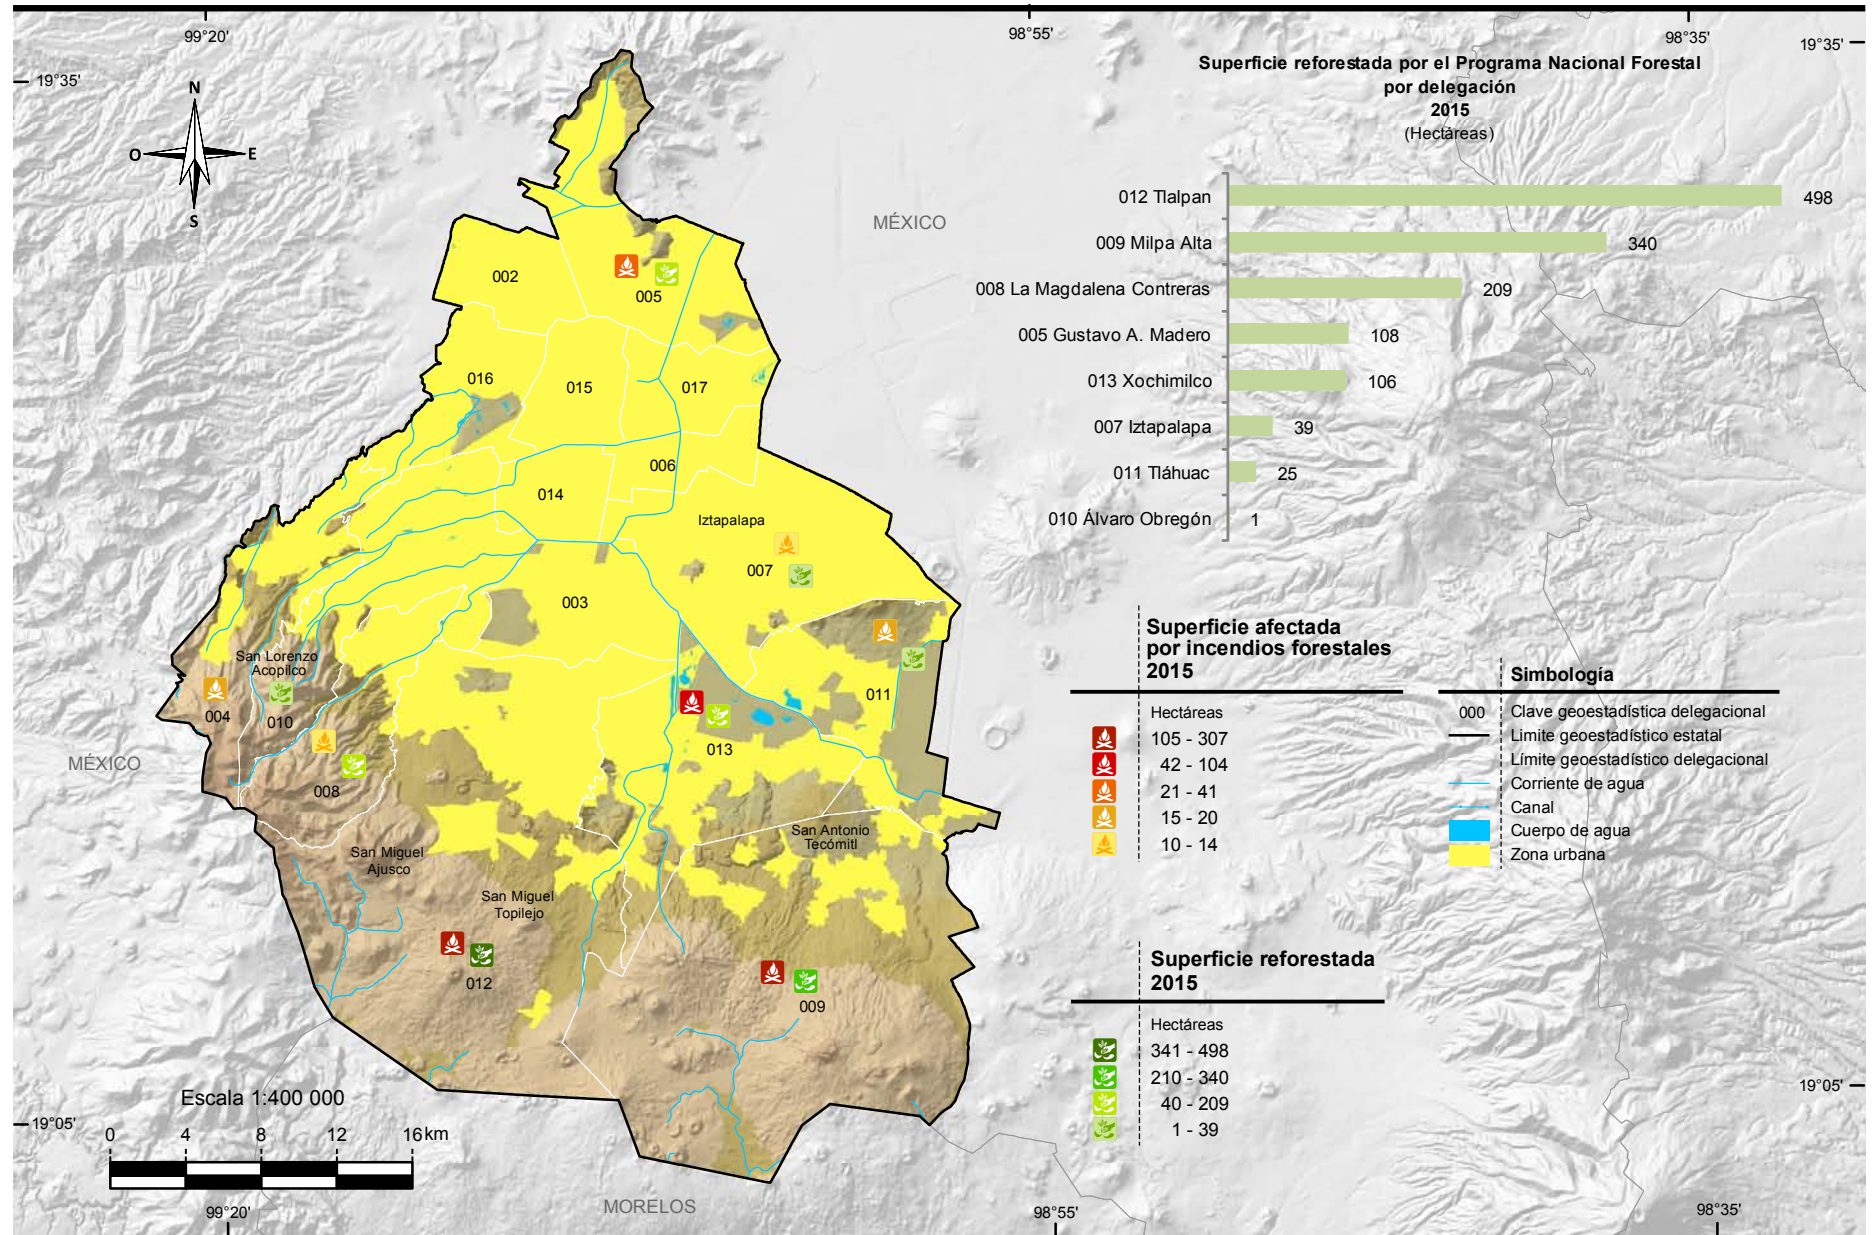 99°20'
98°55'
98°35'
19°35'
19°35'
N
O
E
S
Superficie reforestada por el Programa Nacional Forestal
por delegación
2015
(Hectáreas)
012 Tlalpan
498
009 Milpa Alta
340
008 La Magdalena Contreras
209
005 Gustavo A. Madero
108
013 Xochimilco
106
007 Iztapalapa
39
011 Tláhuac
25
010 Álvaro Obregón
1
MÉXICO
002
005
016
015
017
006
014
Iztapalapa
007
003
San Lorenzo
Acopilco
004
010
011
013
MÉXICO
008
San Antonio
Tecómitl
San Miguel
Ajusco
San Miguel
Topilejo
012
009
Superficie afectada
por incendios forestales
2015
Hectáreas
105 - 307
42 - 104
21 - 41
15 - 20
10 - 14
Simbología
000 Clave geoestadística delegacional
Limite geoestadístico estatal
Límite geoestadístico delegacional
Corriente de agua
Canal
Cuerpo de agua
Zona urbana
Superficie reforestada
2015
Hectáreas
341 - 498
210 - 340
40 - 209
1 - 39
Escala 1:400 000
0 4 8 12 16 km
19°05'
19°05'
MORELOS
99°20'
98°55'
98°35'